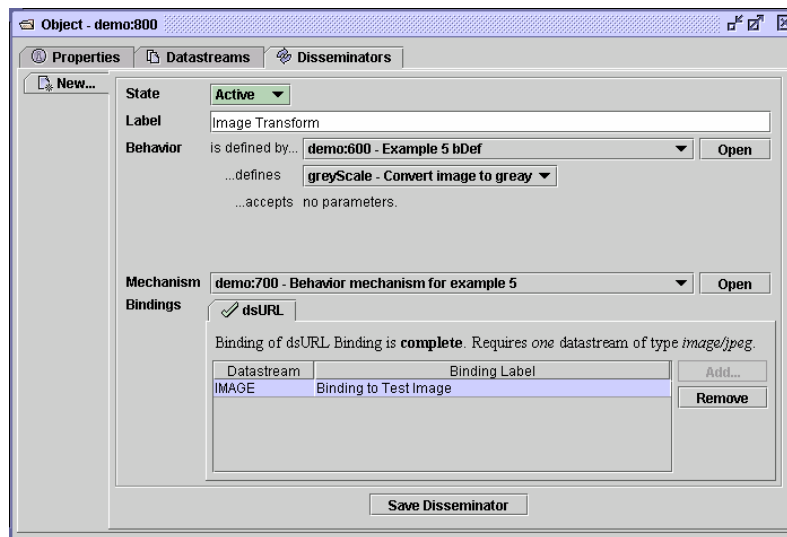 Object - demo:800
Properties Datastreams Disseminators
New...
State Active
Label Image Transform
Behavior is defined by... demo:600 - Example 5 bDef Open
...defines greyScale - Convert image to greay
...accepts no parameters.
Mechanism demo:700 - Behavior mechanism for example 5 Open
Bindings dsURL
Binding of dsURL Binding is complete. Requires one datastream of type image/jpeg.
Datastream Binding Label Add...
IMAGE Binding to Test Image
Remove
Save Disseminator